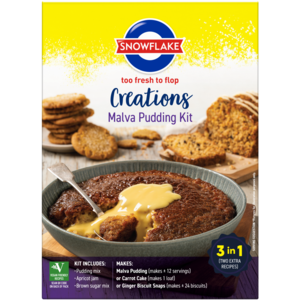 SNOWFLAKE
too fresh to flop
Creations
Malva Pudding Kit
3 in 1
(TWO EXTRA
RECIPES)
KIT INCLUDES:
-Pudding mix
-Apricot jam
-Brown sugar mix
MAKES:
Malva Pudding (makes ± 12 servings)
or Carrot Cake (makes 1 loaf)
or Ginger Biscuit Snaps (makes ± 24 biscuits)